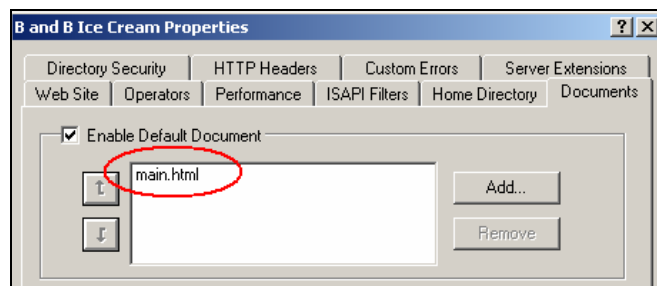 B and B Ice Cream Properties
Directory Security HTTP Headers Custom Errors Server Extensions
Web Site Operators Performance ISAPI Filters Home Directory Documents
Enable Default Document
main.html
Add...
Remove